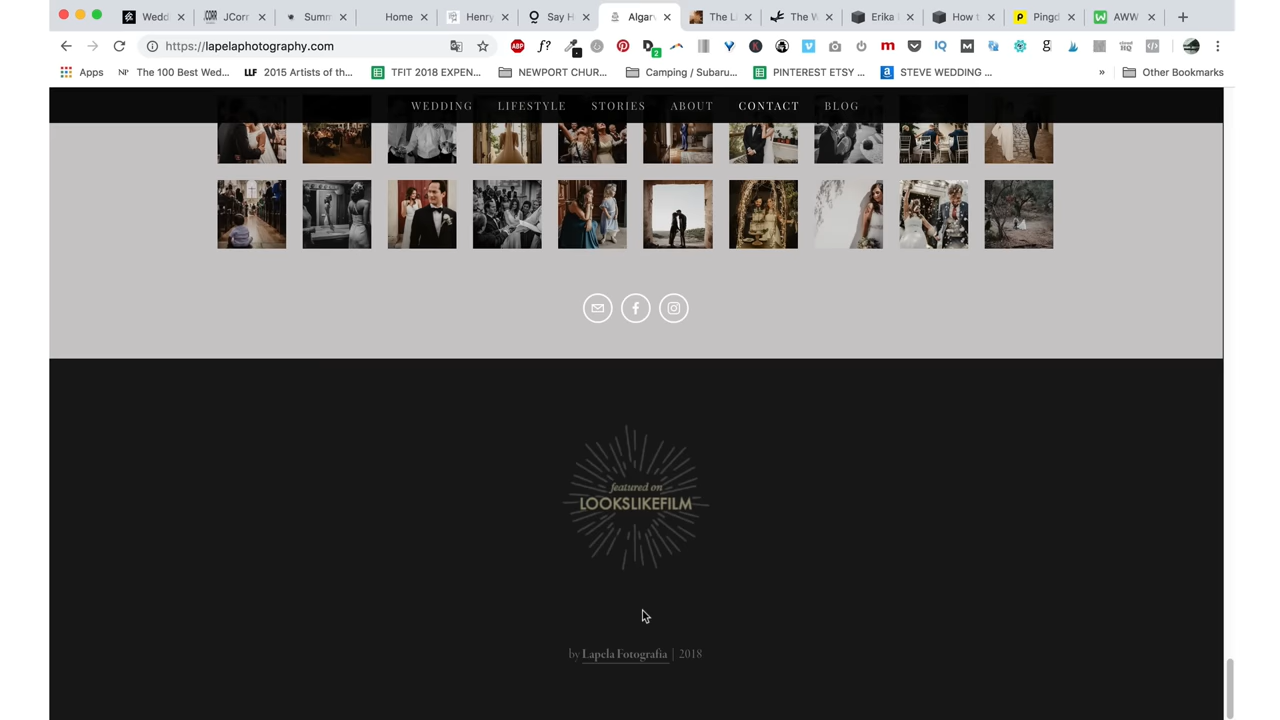 Wedd JCorr Summ Home Henry Say H Algar The L The W Erika How t Pingd AWW
https://lapelaphotography.com
Apps The 100 Best Wed... LLF 2015 Artists of th... TFIT 2018 EXPEN... NEWPORT CHUR... Camping / Subaru... PINTEREST ETSY ... STEVE WEDDING ... » Other Bookmarks
WEDDING LIFESTYLE STORIES ABOUT CONTACT BLOG
featured on
LOOKSLIKEFILM
by Lapela Fotografia | 2018